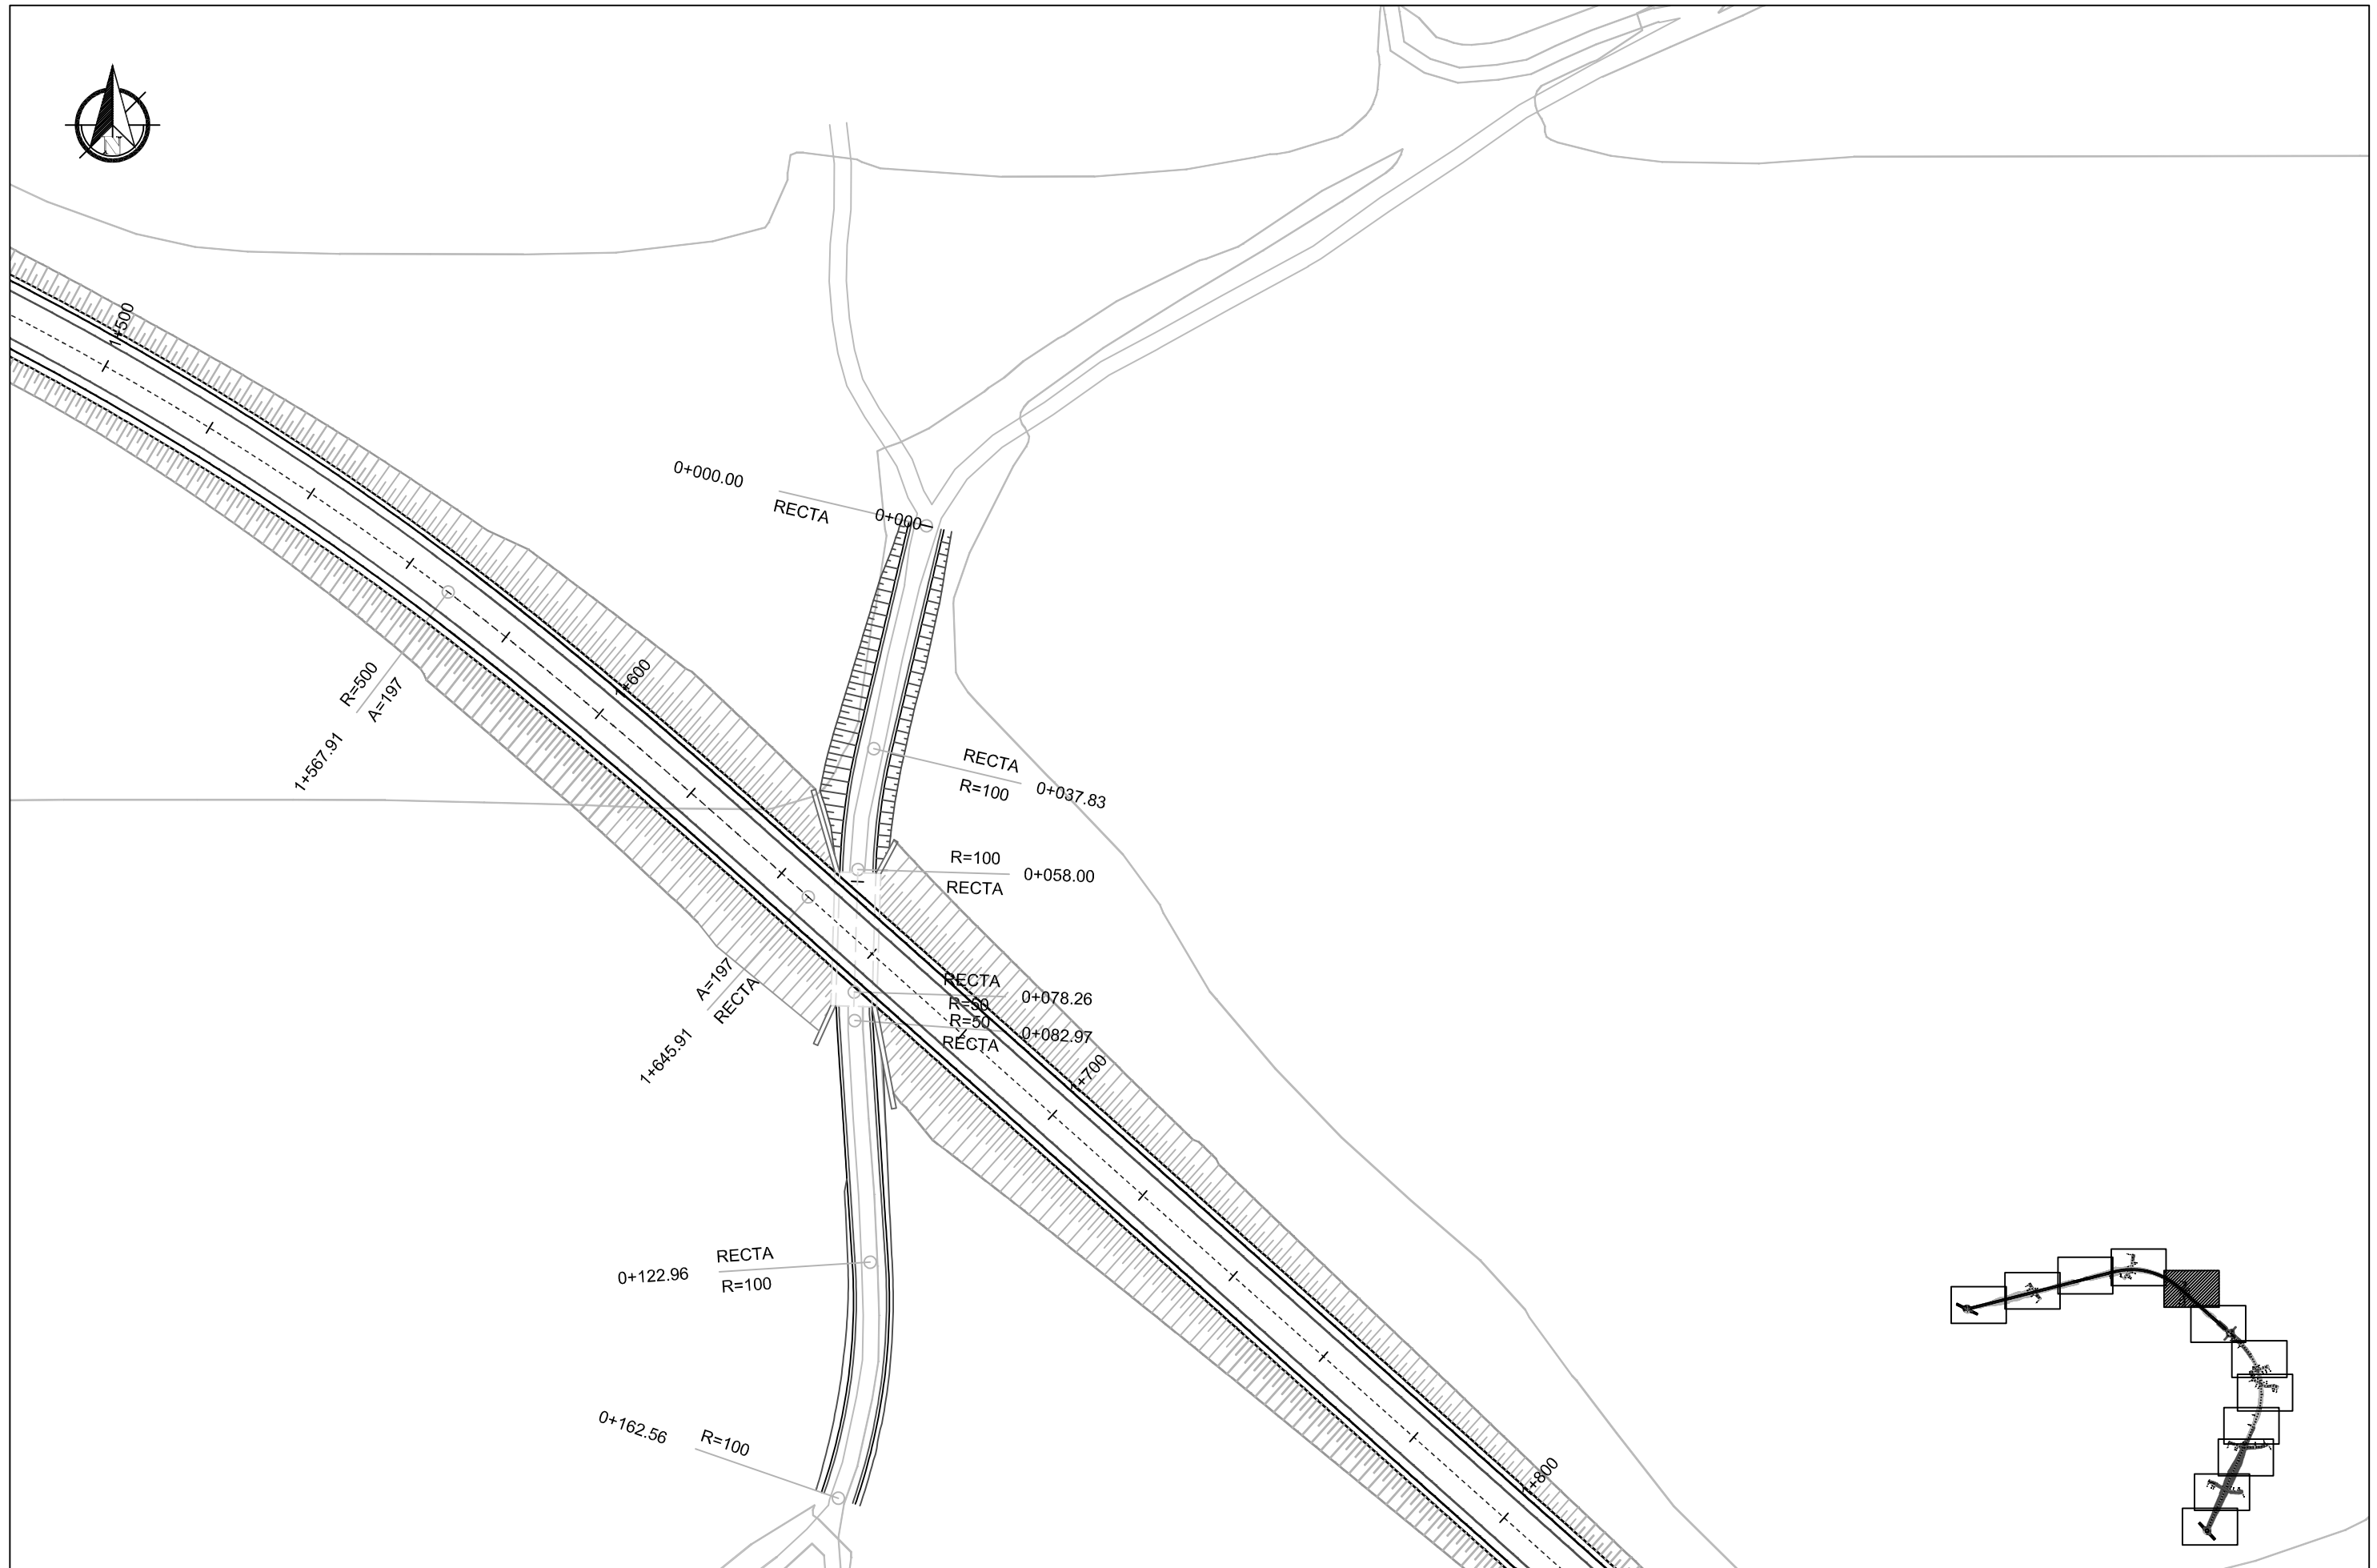 N
1+500
0+000.00
RECTA
0+000
R=500
A=197
1+567.91
1+600
RECTA
R=100
0+037.83
R=100
RECTA
0+058.00
A=197
RECTA
1+645.91
RECTA
R=50
0+078.26
R=50
RECTA
0+082.97
1+700
RECTA
R=100
0+122.96
0+162.56
R=100
1+800